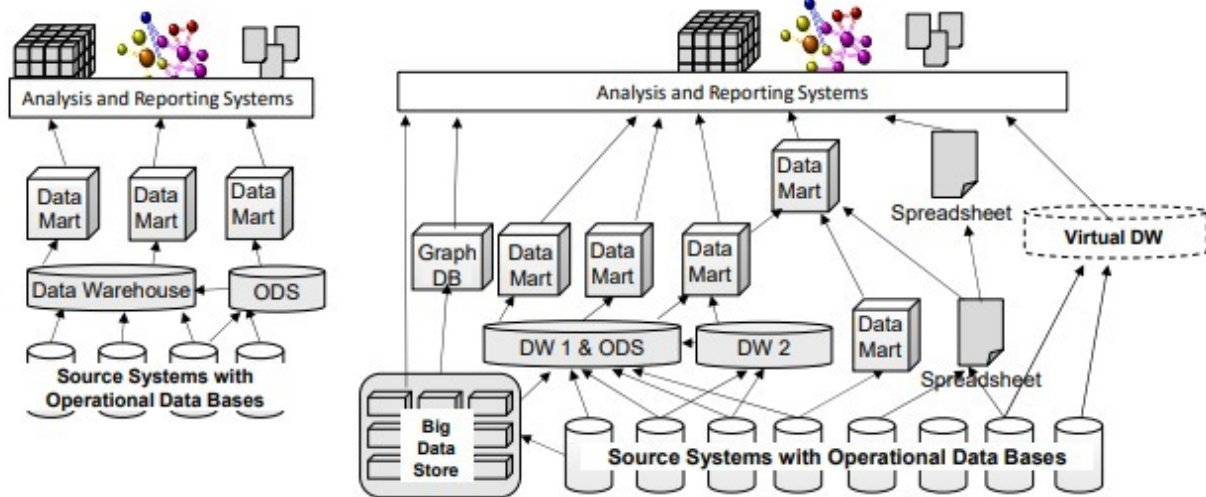 Analysis and Reporting Systems
Data
Mart
Data
Mart
Data
Mart
Data Warehouse
ODS
Source Systems with
Operational Data Bases
Analysis and Reporting Systems
Data
Mart
Spreadsheet
Virtual DW
Graph
DB
Data
Mart
Data
Mart
Data
Mart
Data
Mart
DW 1 & ODS
DW 2
Spreadsheet
Big
Data
Store
Source Systems with Operational Data Bases